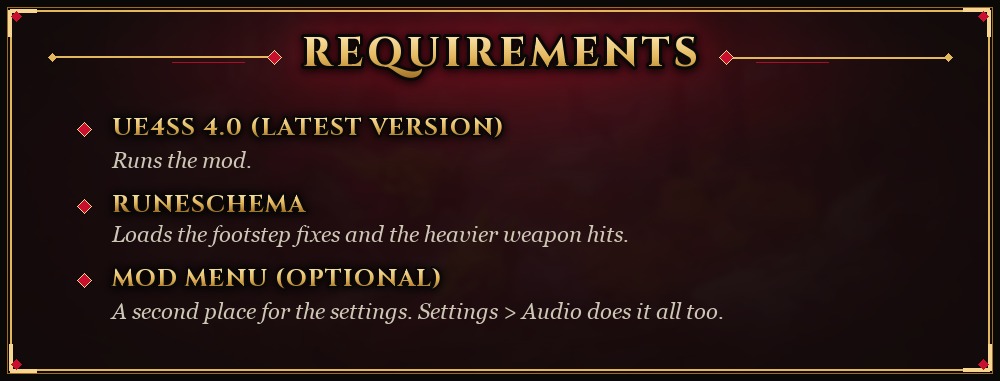 REQUIREMENTS
UE4SS 4.0 (LATEST VERSION)
Runs the mod.
RUNESCHEMA
Loads the footstep fixes and the heavier weapon hits.
MOD MENU (OPTIONAL)
A second place for the settings. Settings > Audio does it all too.